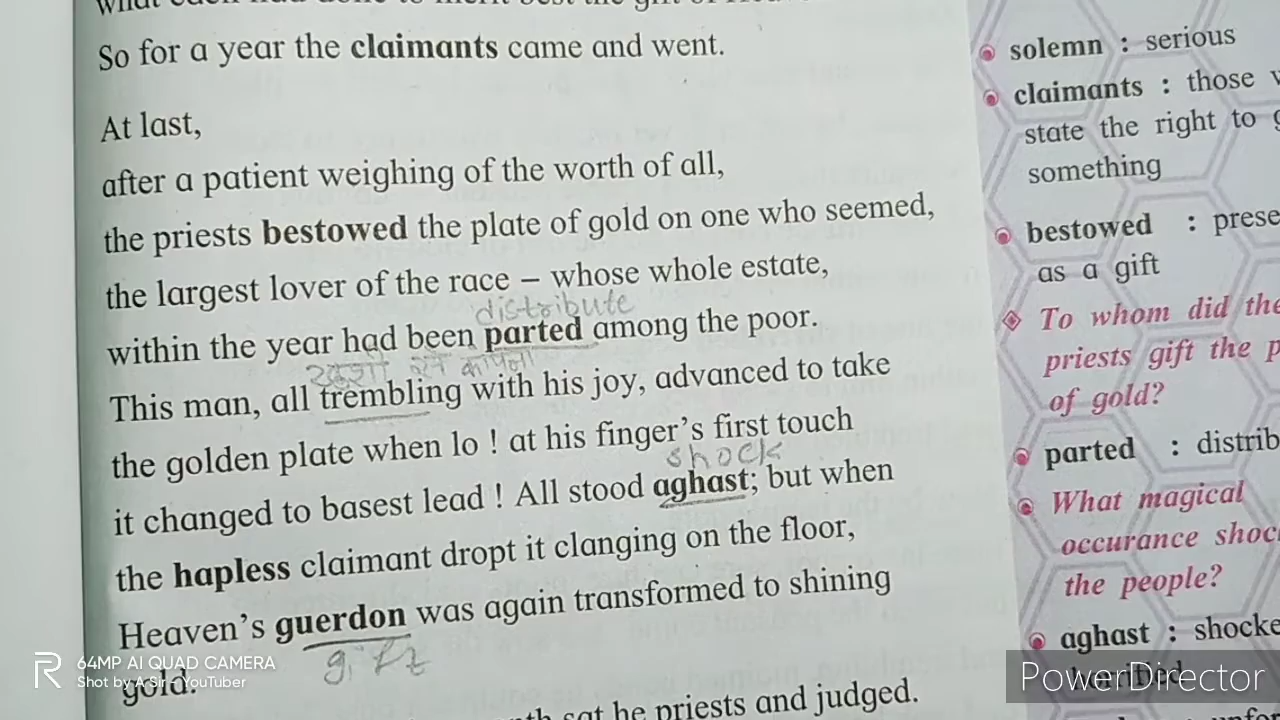 So for a year the claimants came and went.
At last,
after a patient weighing of the worth of all,
the priests bestowed the plate of gold on one who seemed,
the largest lover of the race – whose whole estate,
distribute
within the year had been parted among the poor.
This man, all trembling with his joy, advanced to take
the golden plate when lo ! at his finger's first touch
shock
it changed to basest lead ! All stood aghast; but when
the hapless claimant dropt it clanging on the floor,
Heaven's guerdon was again transformed to shining
gift
gold.
sat he priests and judged.
solemn : serious
claimants : those
state the right to
something
bestowed :
as a gift
To whom did the
priests gift the
of gold?
parted :
What magical
occurance
the people?
aghast :
64MP AI QUAD CAMERA
Shot by A Sir - YouTuber
PowerDirector